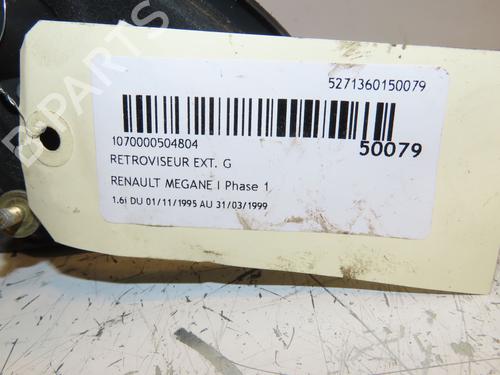 B-PARTS
5271360150079
1070000504804
50079
RETROVISEUR EXT. G
RENAULT MEGANE I Phase 1
1.6i DU 01/11/1995 AU 31/03/1999